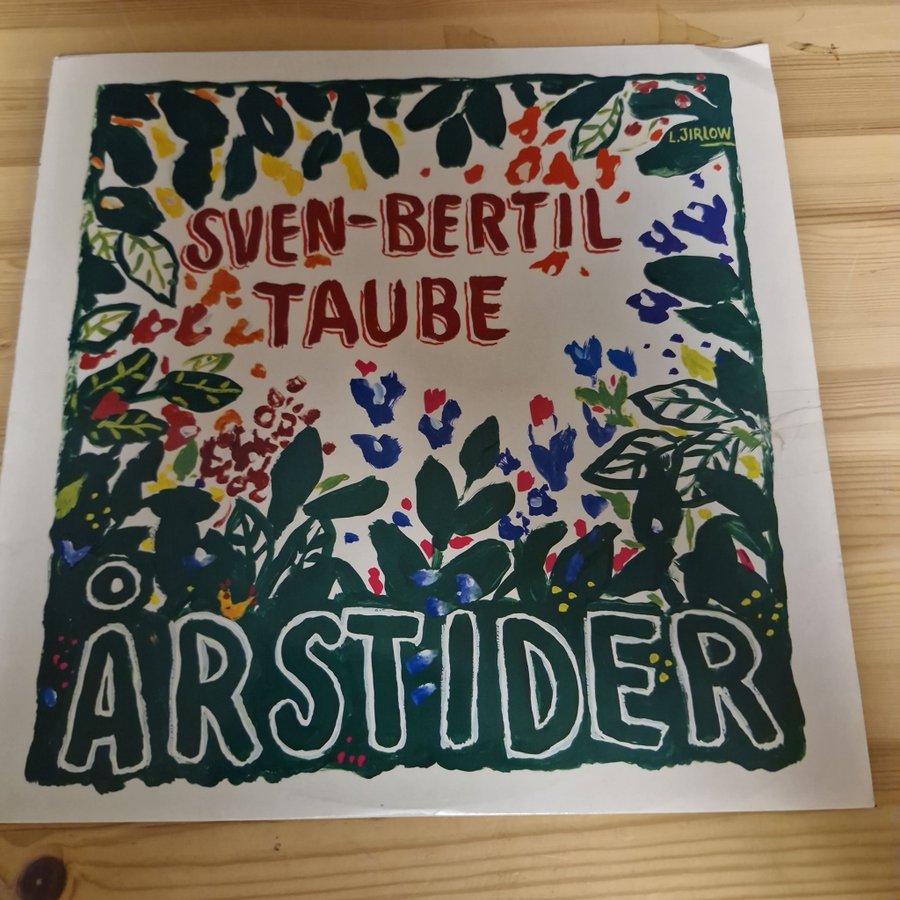 L. JIRLOW
SVEN-BERTIL
TAUBE
ÅRSTIDER